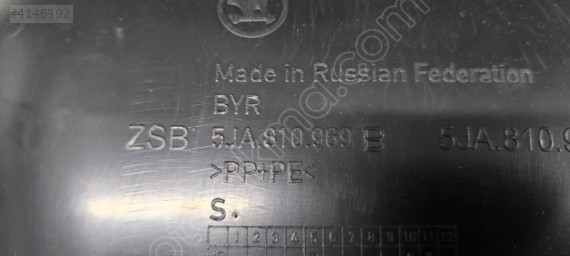 #4146392
Made in Russian Federation
BYR
ZSB 5JA.810.969 B 5JA.810.9
>PP+PE<
S.
1 2 3 4 5 6 7 8 9 10 11 12